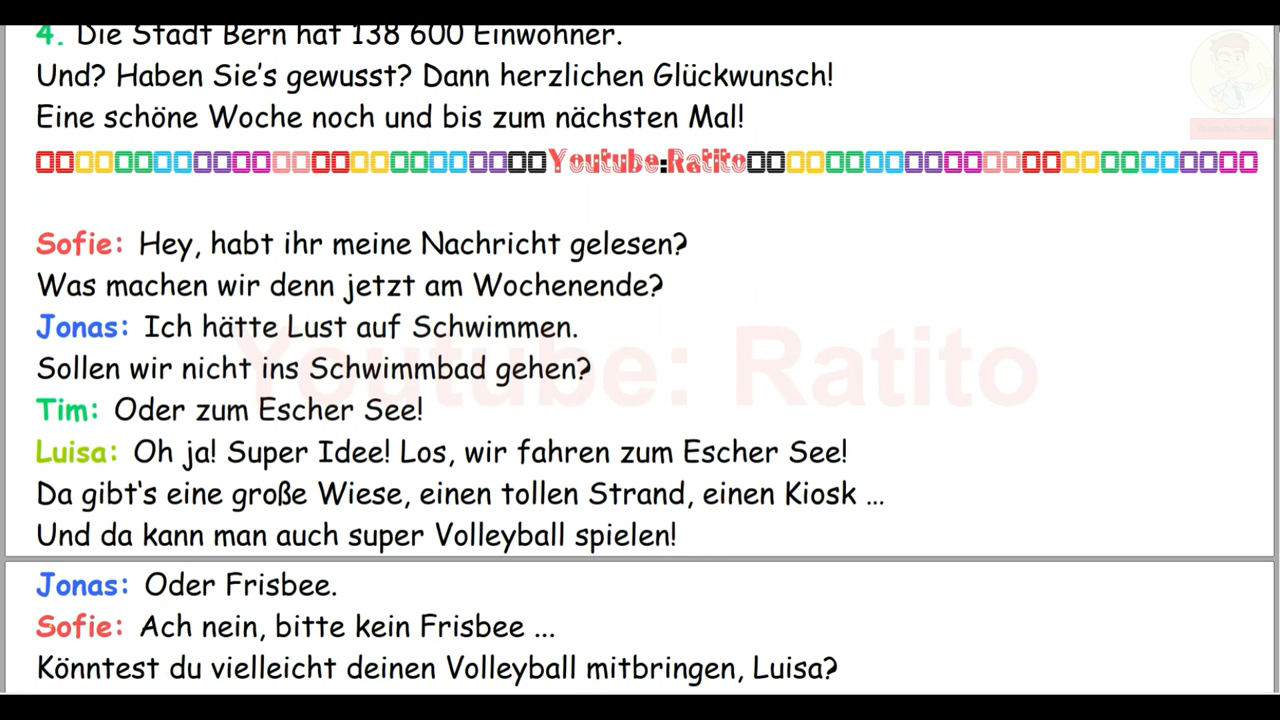 4. Die Stadt Bern hat 138 600 Einwohner.
Und? Haben Sie's gewusst? Dann herzlichen Glückwunsch!
Eine schöne Woche noch und bis zum nächsten Mal!
Youtube:Ratito
Sofie: Hey, habt ihr meine Nachricht gelesen?
Was machen wir denn jetzt am Wochenende?
Jonas: Ich hätte Lust auf Schwimmen.
Youtube: Ratito
Sollen wir nicht ins Schwimmbad gehen?
Tim: Oder zum Escher See!
Luisa: Oh ja! Super Idee! Los, wir fahren zum Escher See!
Da gibt's eine große Wiese, einen tollen Strand, einen Kiosk ...
Und da kann man auch super Volleyball spielen!
Jonas: Oder Frisbee.
Sofie: Ach nein, bitte kein Frisbee ...
Könntest du vielleicht deinen Volleyball mitbringen, Luisa?